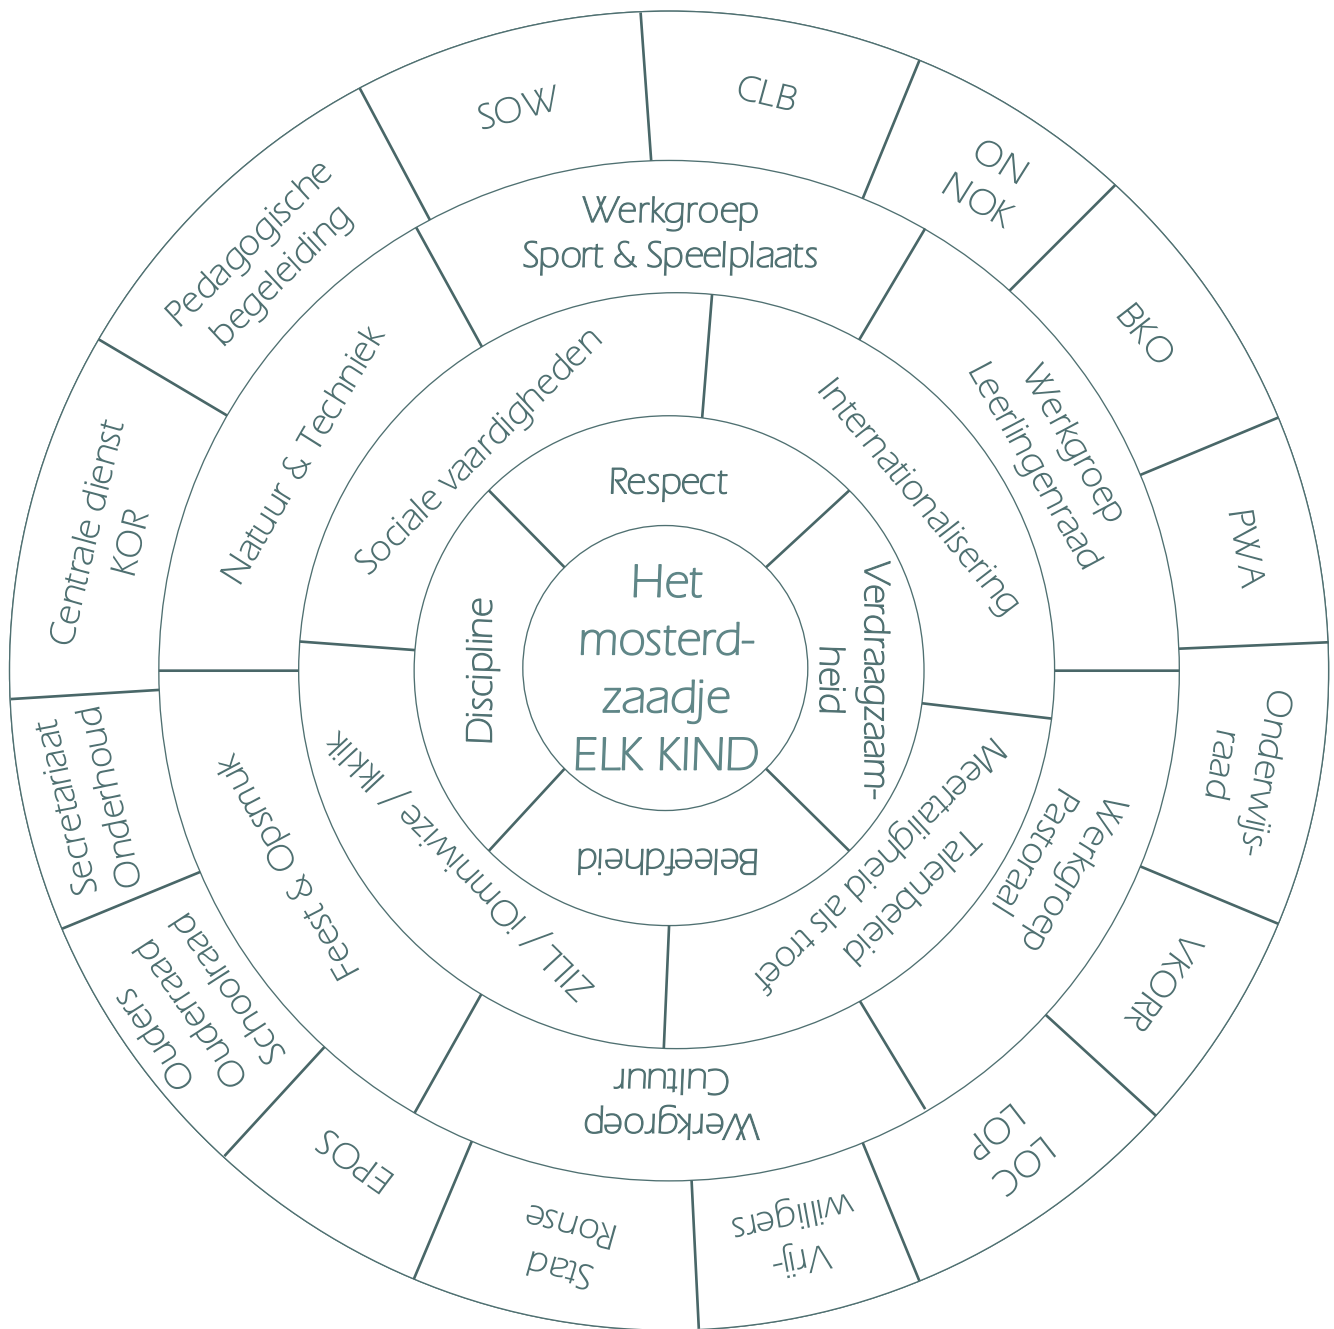 Het
mosterd-
zaadje
ELK KIND
Respect
Verdraagzaam-
heid
Beleefdheid
Discipline
Sociale vaardigheden
Internationalisering
Meertaligheid als troef
Talenbeleid
ZILL / iOmniwize / Ikklik
Werkgroep
Sport & Speelplaats
Werkgroep
Leerlingenraad
Werkgroep
Pastoraal
Werkgroep
Cultuur
Feest & Opsmuk
Natuur & Techniek
SOW
CLB
ON
NOK
BKO
PWA
Onderwijs-
raad
VKORR
LOC
LOP
Vrij-
willigers
Stad
Ronse
EPOS
Ouders
Ouderraad
Schoolraad
Secretariaat
Onderhoud
Centrale dienst
KOR
Pedagogische
begeleiding